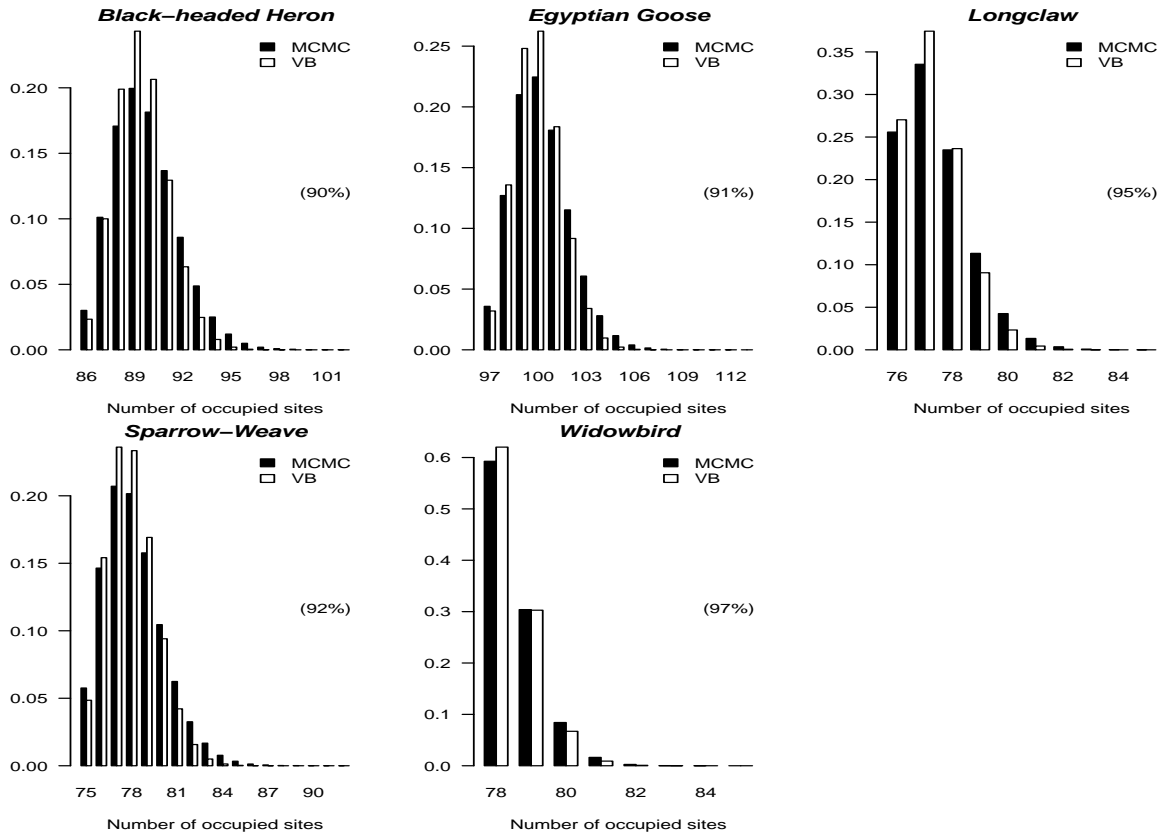 Black–headed Heron
MCMC
VB
0.20
0.15
0.10
0.05
0.00
(90%)
86 89 92 95 98 101
Number of occupied sites
Egyptian Goose
MCMC
VB
0.25
0.20
0.15
0.10
0.05
0.00
(91%)
97 100 103 106 109 112
Number of occupied sites
Longclaw
MCMC
VB
0.35
0.30
0.25
0.20
0.15
0.10
0.05
0.00
(95%)
76 78 80 82 84
Number of occupied sites
Sparrow–Weave
MCMC
VB
0.20
0.15
0.10
0.05
0.00
(92%)
75 78 81 84 87 90
Number of occupied sites
Widowbird
MCMC
VB
0.6
0.5
0.4
0.3
0.2
0.1
0.0
(97%)
78 80 82 84
Number of occupied sites